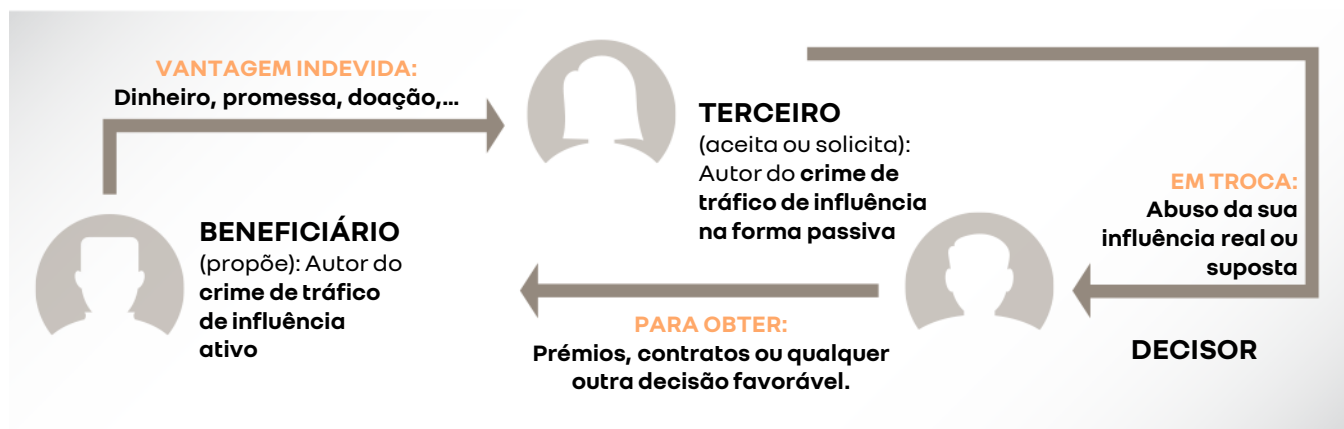 VANTAGEM INDEVIDA:
Dinheiro, promessa, doação,...
BENEFICIÁRIO
(propõe): Autor do
crime de tráfico
de influência
ativo
TERCEIRO
(aceita ou solicita):
Autor do crime de
tráfico de influência
na forma passiva
EM TROCA:
Abuso da sua
influência real ou
suposta
DECISOR
PARA OBTER:
Prémios, contratos ou qualquer
outra decisão favorável.